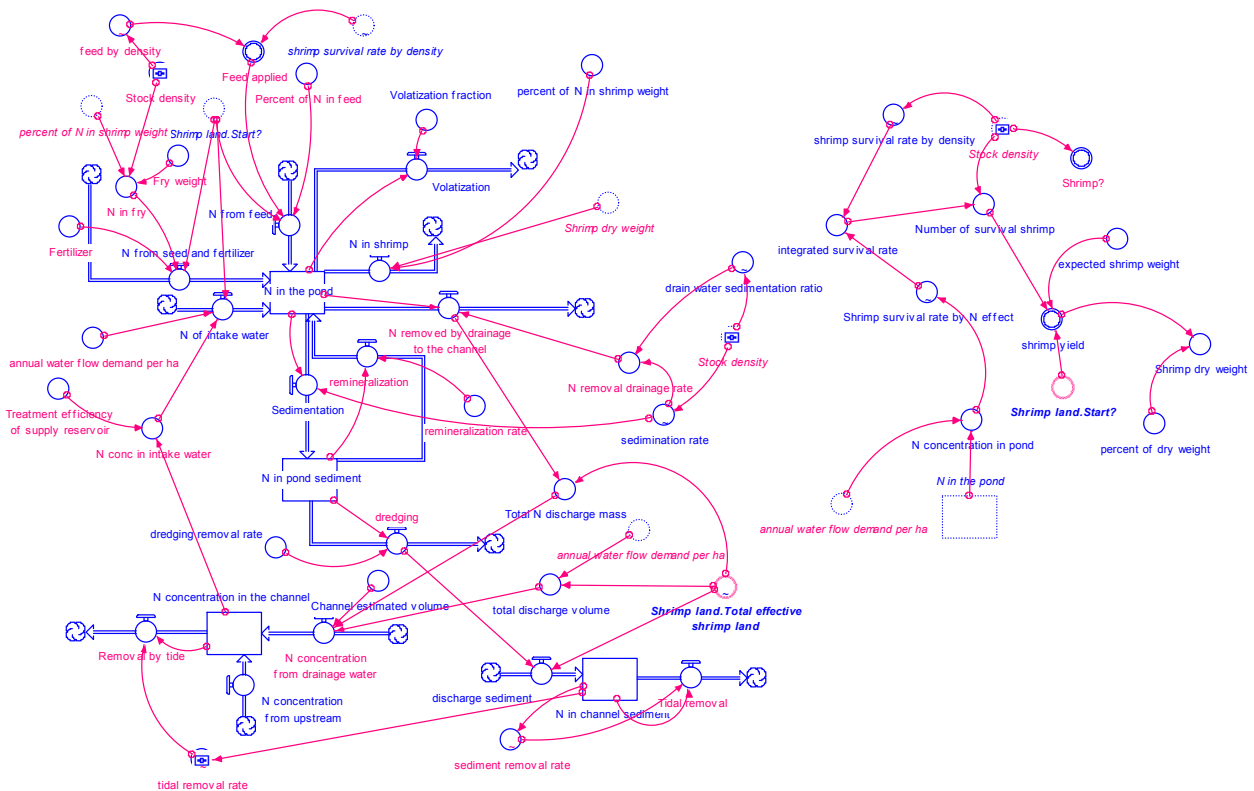 feed by density
shrimp survival rate by density
Feed applied
Stock density
Percent of N in feed
percent of N in shrimp weight
Volatization fraction
percent of N in shrimp weight
Shrimp land.Start?
Fry weight
Volatization
N in fry
N from feed
Shrimp dry weight
Fertilizer
N from seed and fertilizer
N in shrimp
N in the pond
drain water sedimentation ratio
N of intake water
N removed by drainage
to the channel
Stock density
annual water flow demand per ha
remineralization
N removal drainage rate
Treatment efficiency
of supply reservoir
Sedimentation
remineralization rate
sedimination rate
N conc in intake water
N in pond sediment
dredging
Total N discharge mass
dredging removal rate
annual water flow demand per ha
N concentration in the channel
Channel estimated volume
total discharge volume
Shrimp land.Total effective
shrimp land
Removal by tide
N concentration
from drainage water
N concentration
from upstream
discharge sediment
N in channel sediment
Tidal removal
sediment removal rate
tidal removal rate
shrimp survival rate by density
Stock density
Shrimp?
integrated survival rate
Number of survival shrimp
expected shrimp weight
Shrimp survival rate by N effect
shrimp yield
Shrimp dry weight
Shrimp land.Start?
N concentration in pond
percent of dry weight
N in the pond
annual water flow demand per ha